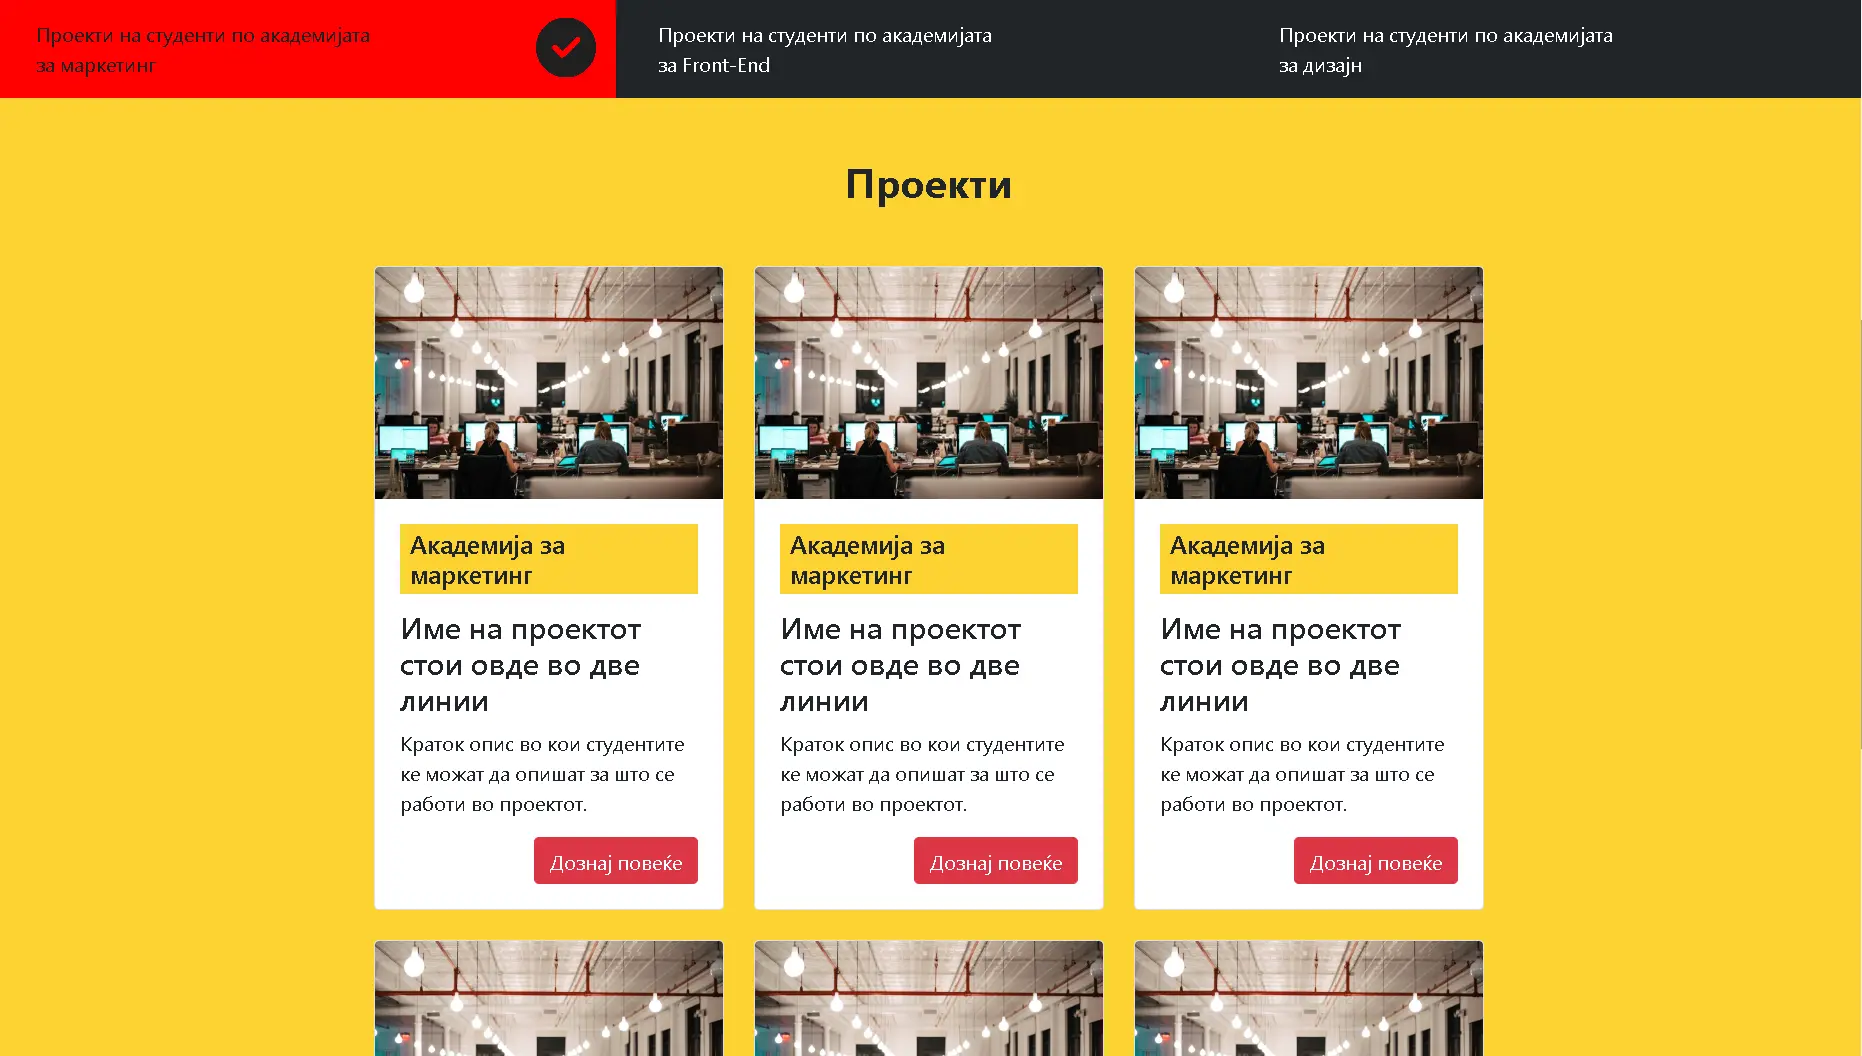 Проекти на студенти по академијата
за маркетинг
Проекти на студенти по академијата
за Front-End
Проекти на студенти по академијата
за дизајн
Проекти
Академија за
маркетинг
Име на проектот
стои овде во две
линии
Краток опис во кои студентите
ке можат да опишат за што се
работи во проектот.
Дознај повеќе
Академија за
маркетинг
Име на проектот
стои овде во две
линии
Краток опис во кои студентите
ке можат да опишат за што се
работи во проектот.
Дознај повеќе
Академија за
маркетинг
Име на проектот
стои овде во две
линии
Краток опис во кои студентите
ке можат да опишат за што се
работи во проектот.
Дознај повеќе